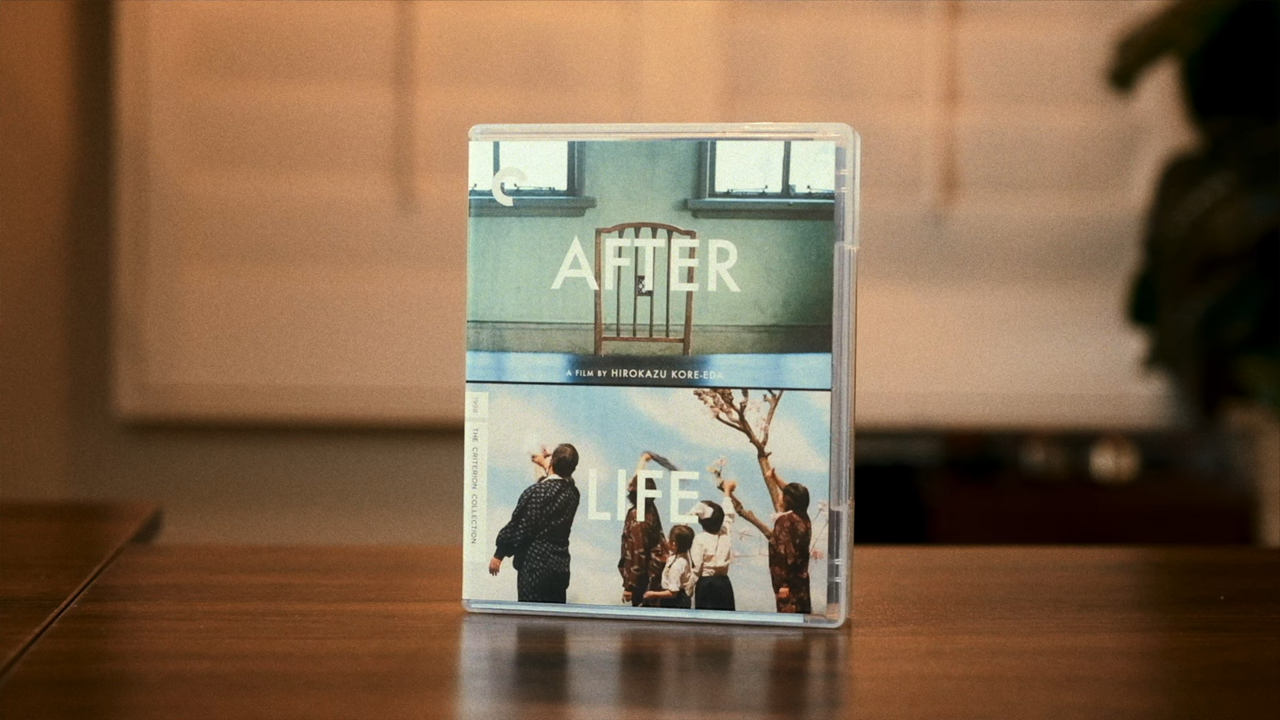 AFTER
A FILM BY HIROKAZU KORE-EDA
LIFE
THE CRITERION COLLECTION